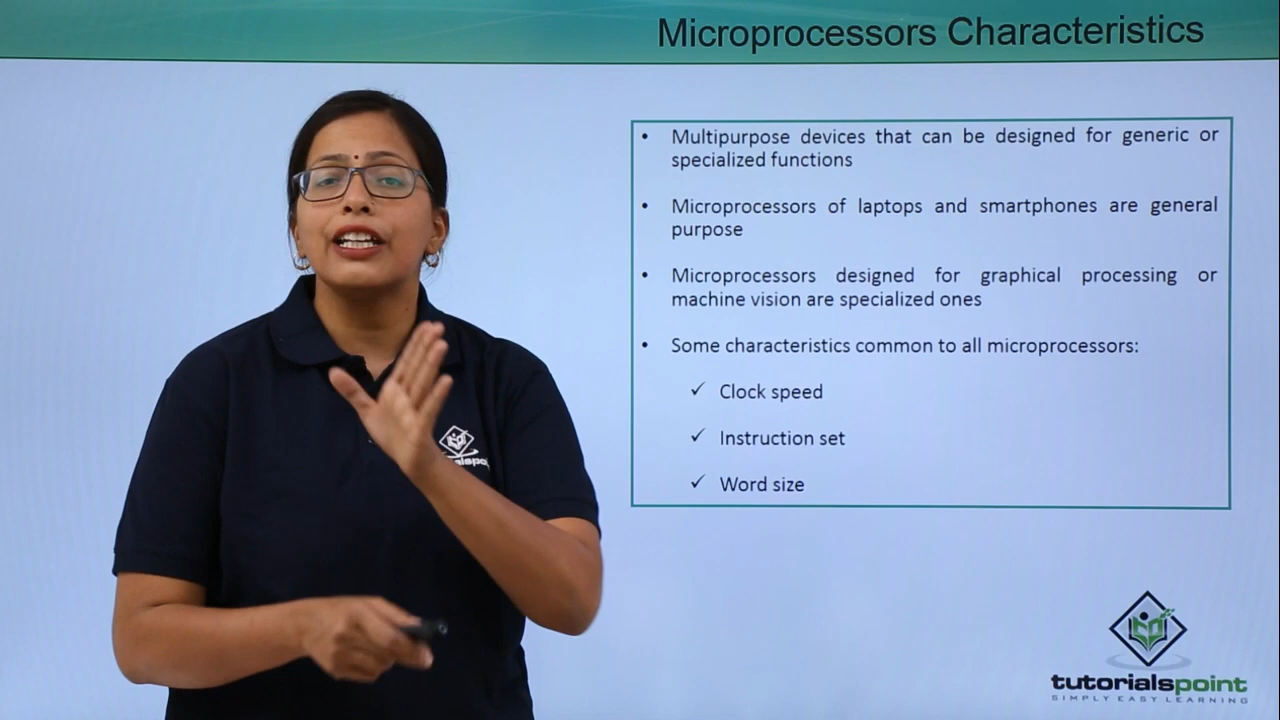 Microprocessors Characteristics
• Multipurpose devices that can be designed for generic or
specialized functions
• Microprocessors of laptops and smartphones are general
purpose
• Microprocessors designed for graphical processing or
machine vision are specialized ones
• Some characteristics common to all microprocessors:
✓ Clock speed
✓ Instruction set
✓ Word size
tutorialspoint
SIMPLY EASY LEARNING